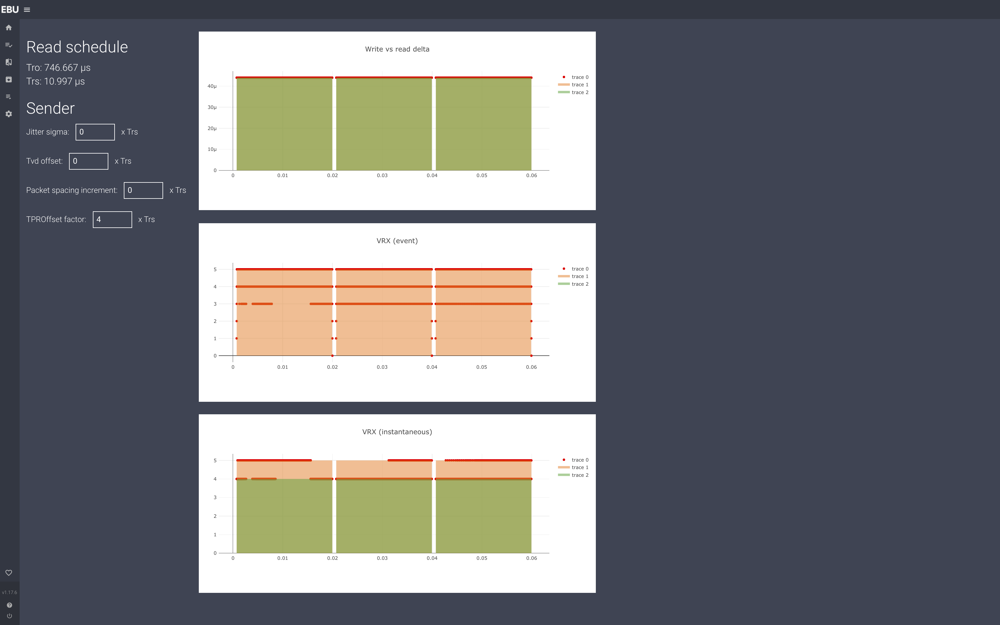 EBU
Read schedule
Tro: 746.667 µs
Trs: 10.997 µs
Sender
Jitter sigma: 0 x Trs
Tvd offset: 0 x Trs
Packet spacing increment: 0 x Trs
TPROffset factor: 4 x Trs
v1.17.6
Write vs read delta
40µ
30µ
20µ
10µ
0
0 0.01 0.02 0.03 0.04 0.05 0.06
trace 0
trace 1
trace 2
VRX (event)
5
4
3
2
1
0
0 0.01 0.02 0.03 0.04 0.05 0.06
trace 0
trace 1
trace 2
VRX (instantaneous)
5
4
3
2
1
0
0 0.01 0.02 0.03 0.04 0.05 0.06
trace 0
trace 1
trace 2